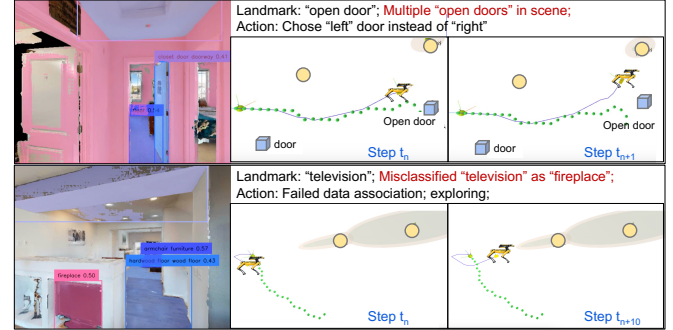 Landmark: “open door”; Multiple “open doors” in scene;
Action: Chose “left” door instead of “right”
Open door
door
Step tn
Open door
door
Step tn+1
Landmark: “television”; Misclassified “television” as “fireplace”;
Action: Failed data association; exploring;
armchair furniture 0.57
hardwood floor wood floor 0.43
fireplace 0.50
Step tn
Step tn+10